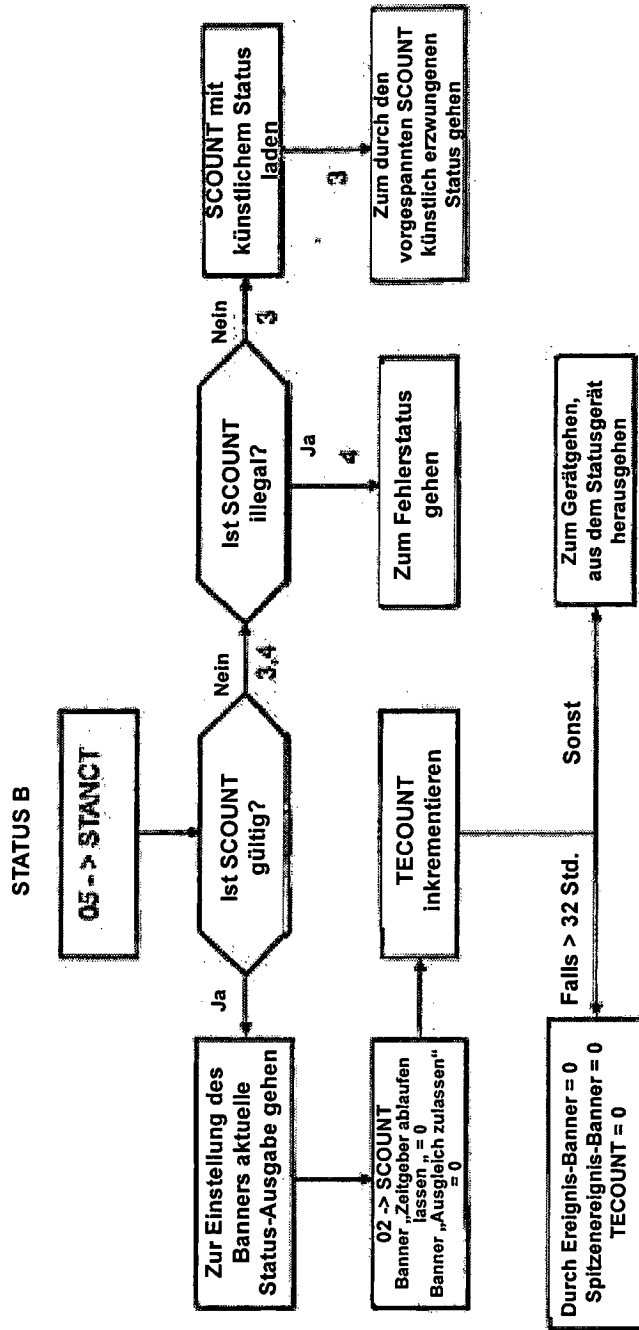 STATUS B
05 -> STANCT
Ist SCOUNT
gültig?
Ja
Nein
3,4
Zur Einstellung des
Banners aktuelle
Status-Ausgabe gehen
Ist SCOUNT
illegal?
Nein
3
Ja
4
SCOUNT mit
künstlichem Status
laden
3
02 -> SCOUNT
Banner „Zeitgeber ablaufen
lassen „ = 0
Banner „Ausgleich zulassen“
= 0
TECOUNT
inkrementieren
Zum Fehlerstatus
gehen
Zum durch den
vorgespannten SCOUNT
künstlich erzwungenen
Status gehen
Falls > 32 Std.
Sonst
Durch Ereignis-Banner = 0
Spitzenereignis-Banner = 0
TECOUNT = 0
Zum Gerätgehen,
aus dem Statusgerät
herausgehen